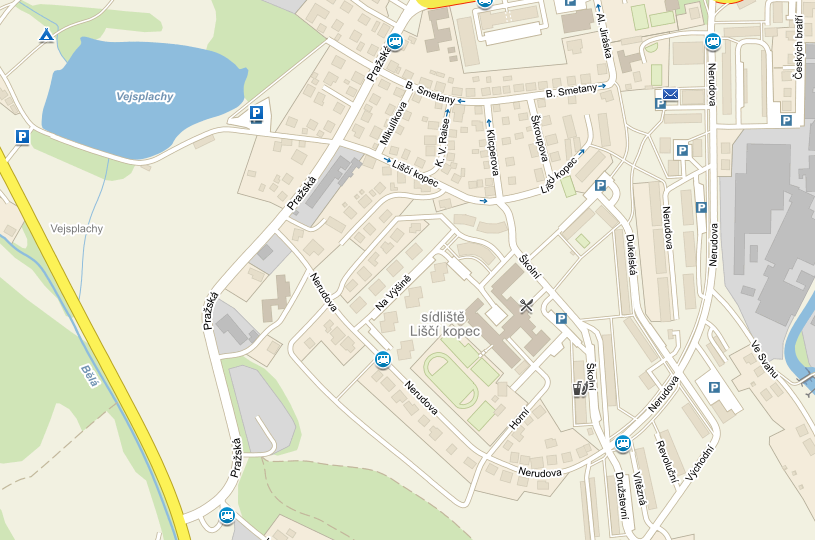 Al. Jiráska
Českých bratří
Pražská
Nerudova
Vejsplachy
B. Smetany
B. Smetany
Mikulíkova
K. V. Raise
Klicperova
Škroupova
Liščí kopec
Liščí kopec
Pražská
Nerudova
Vejsplachy
Nerudova
Dukelská
Školní
Nerudova
Na Výšině
Pražská
sídliště
Liščí kopec
Ve Svahu
Bělá
Školní
Nerudova
Nerudova
Horní
Pražská
Nerudova
Revoluční
Východní
Vítězná
Družstevní